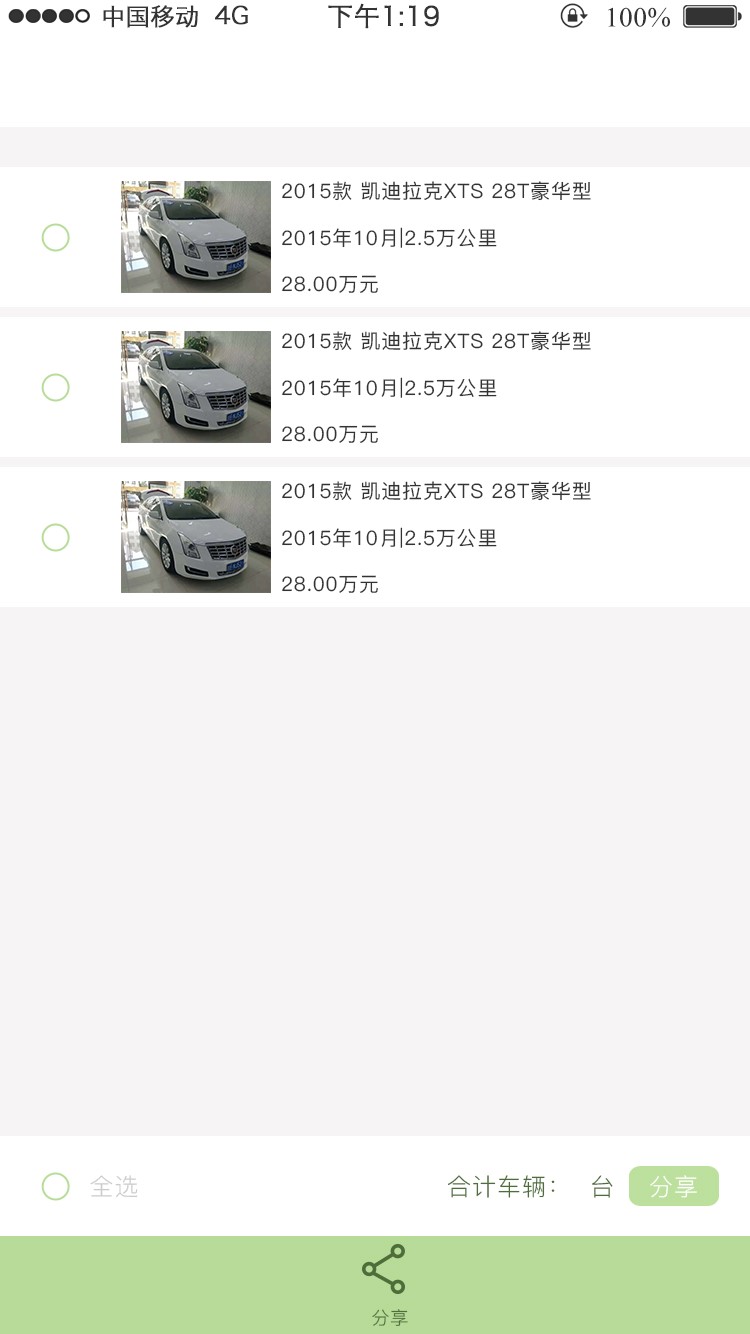 中国移动 4G 下午1:19 100%
2015款 凯迪拉克XTS 28T豪华型
2015年10月|2.5万公里
28.00万元
2015款 凯迪拉克XTS 28T豪华型
2015年10月|2.5万公里
28.00万元
2015款 凯迪拉克XTS 28T豪华型
2015年10月|2.5万公里
28.00万元
全选 合计车辆： 台 分享
分享